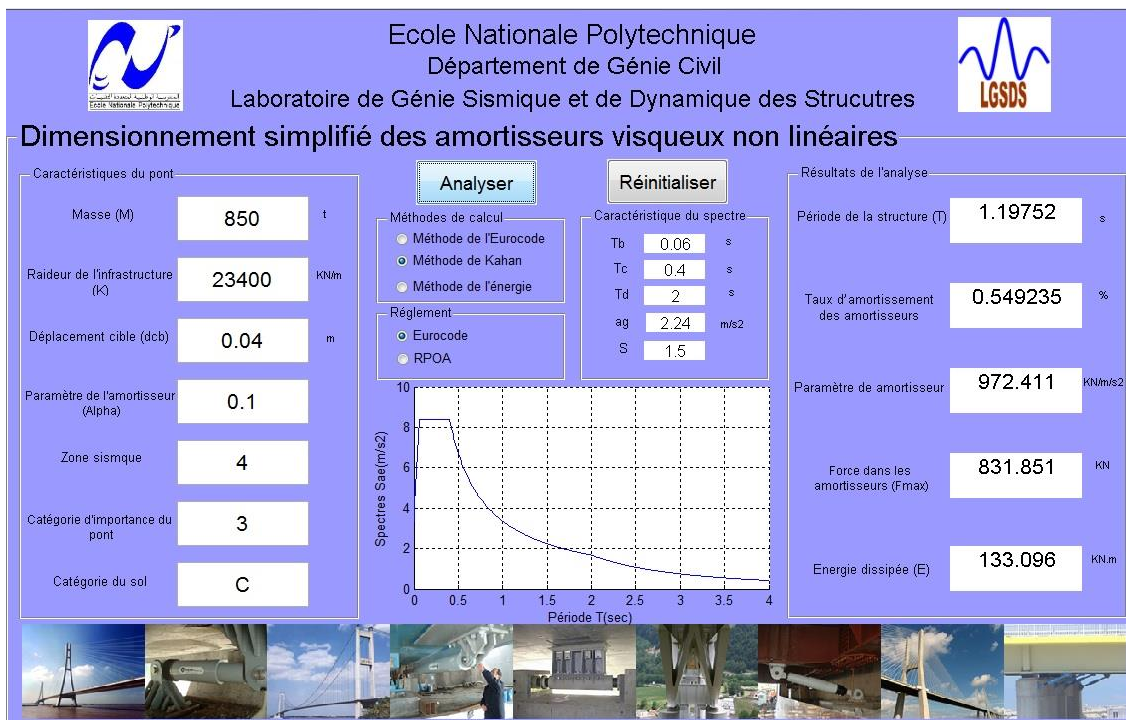 Ecole Nationale Polytechnique
Département de Génie Civil
Laboratoire de Génie Sismique et de Dynamique des Strucutres
Ecole Nationale Polytechnique
LGSDS
Dimensionnement simplifié des amortisseurs visqueux non linéaires
Caractéristiques du pont
Masse (M) 850 t
Raideur de l'infrastructure (K) 23400 KN/m
Déplacement cible (dcb) 0.04 m
Paramètre de l'amortisseur (Alpha) 0.1
Zone sismque 4
Catégorie d'importance du pont 3
Catégorie du sol C
Analyser
Réinitialiser
Méthodes de calcul
Méthode de l'Eurocode
Méthode de Kahan
Méthode de l'énergie
Réglement
Eurocode
RPOA
Caractéristique du spectre
Tb 0.06 s
Tc 0.4 s
Td 2 s
ag 2.24 m/s2
S 1.5
Spectres Sae(m/s2)
10
8
6
4
2
0
0 0.5 1 1.5 2 2.5 3 3.5 4
Période T(sec)
Résultats de l'analyse
Période de la structure (T) 1.19752 s
Taux d'amortissement des amortisseurs 0.549235 %
Paramètre de amortisseur 972.411 KN/m/s2
Force dans les amortisseurs (Fmax) 831.851 KN
Energie dissipée (E) 133.096 KN.m